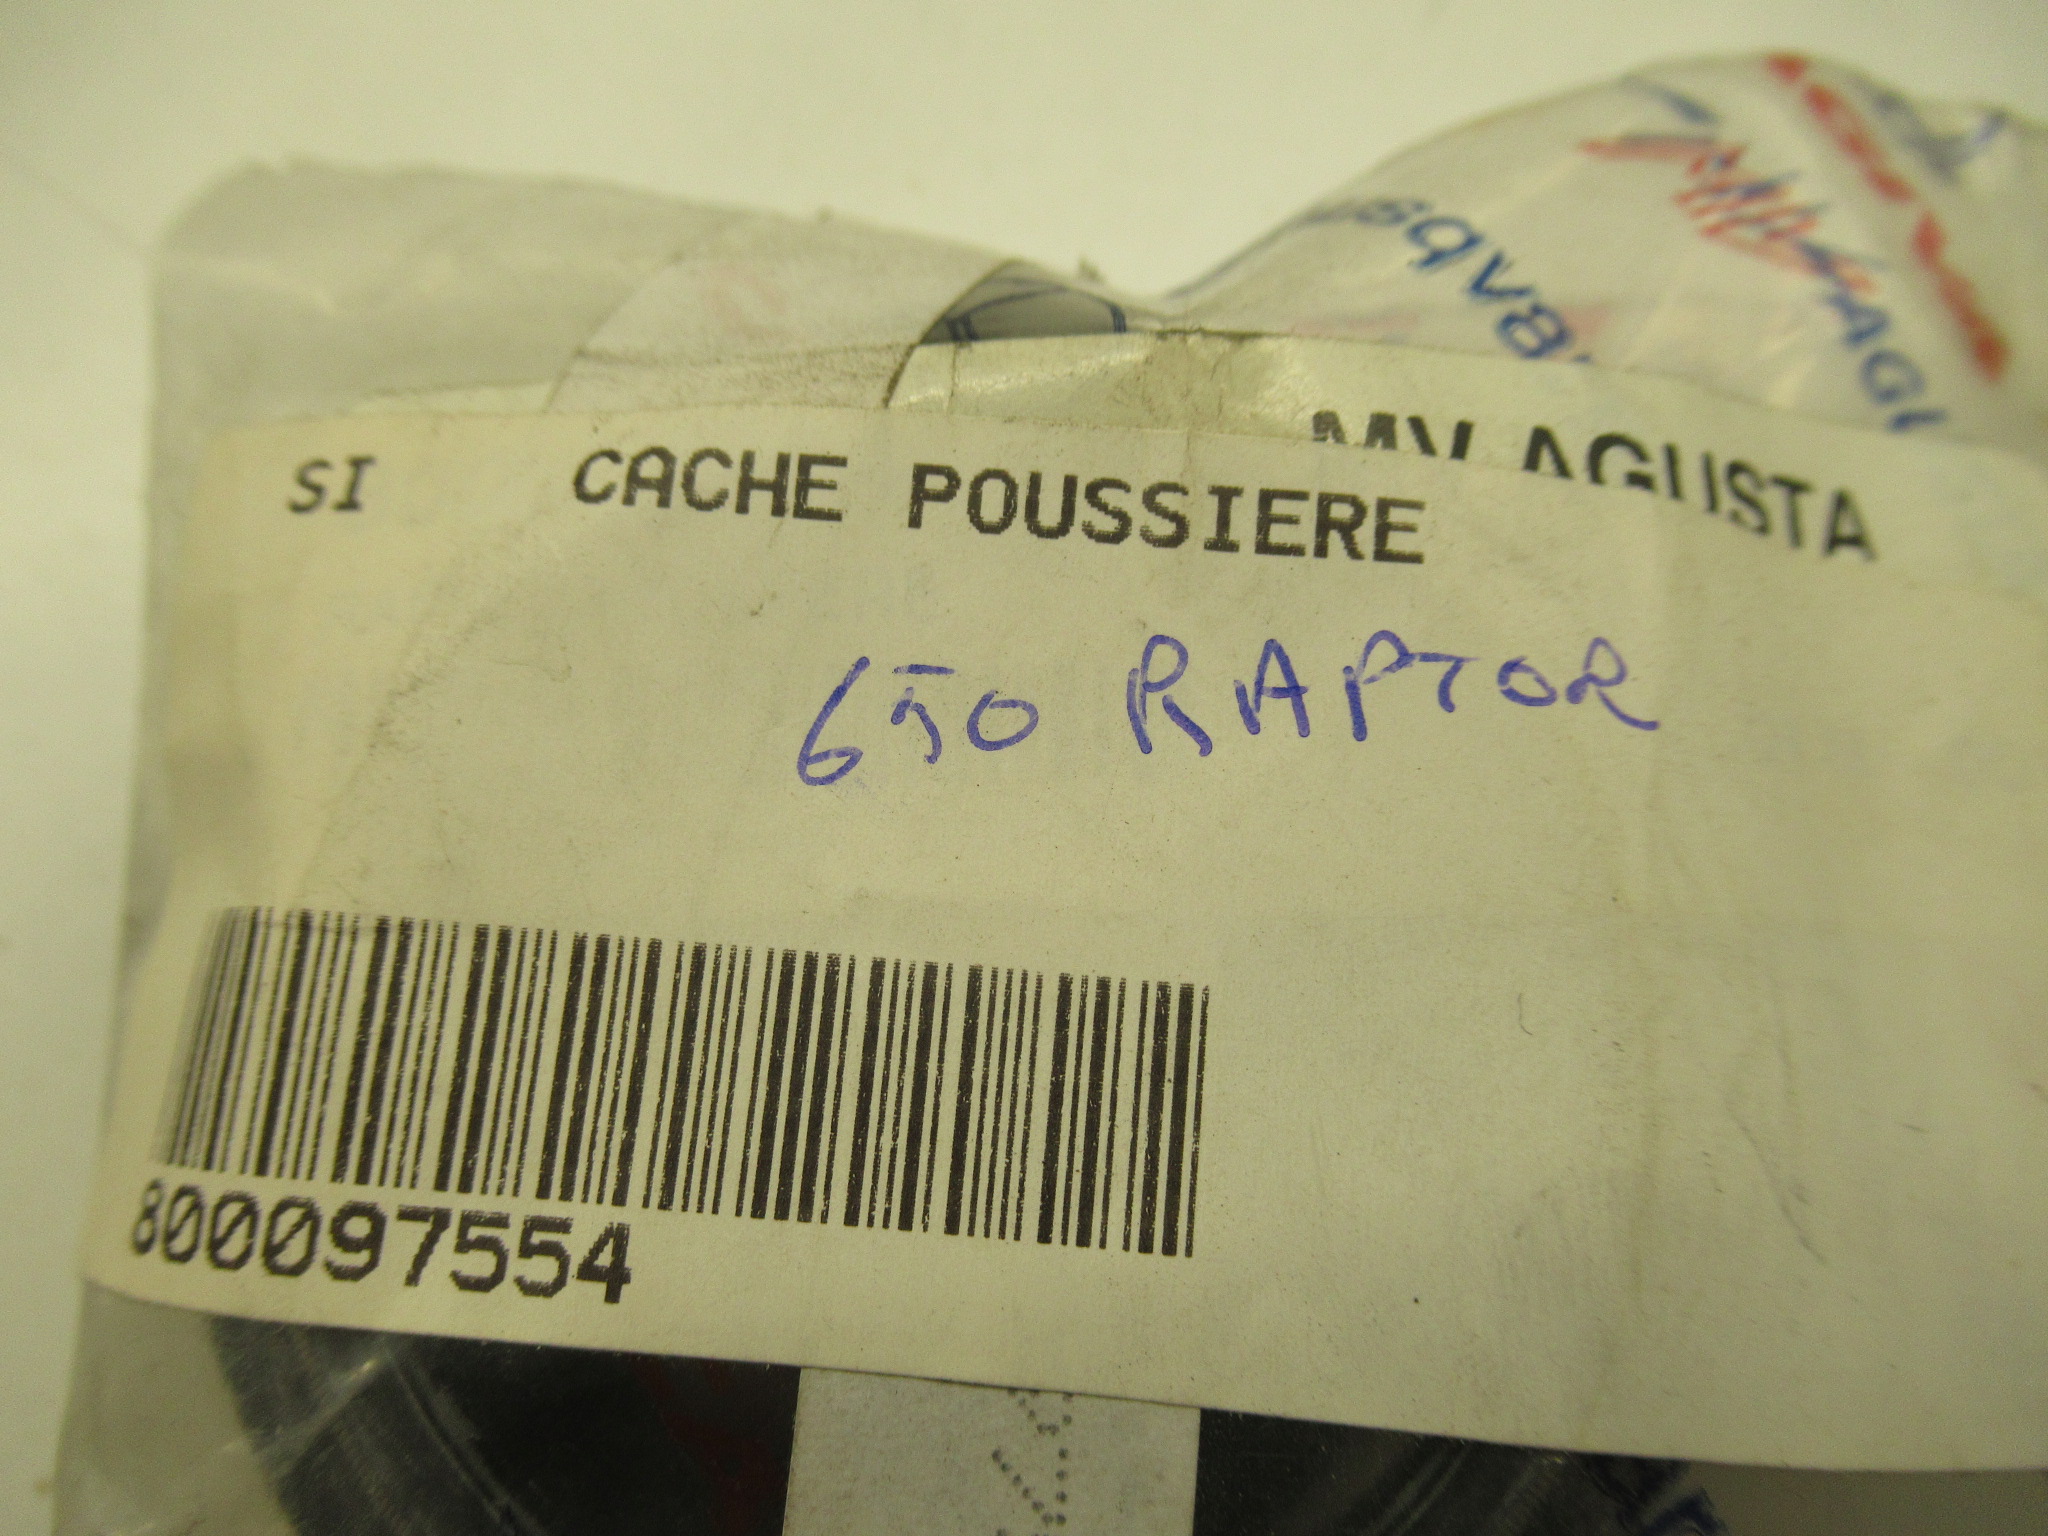 MV AGUSTA
SI CACHE POUSSIERE
650 RAPTOR
800097554